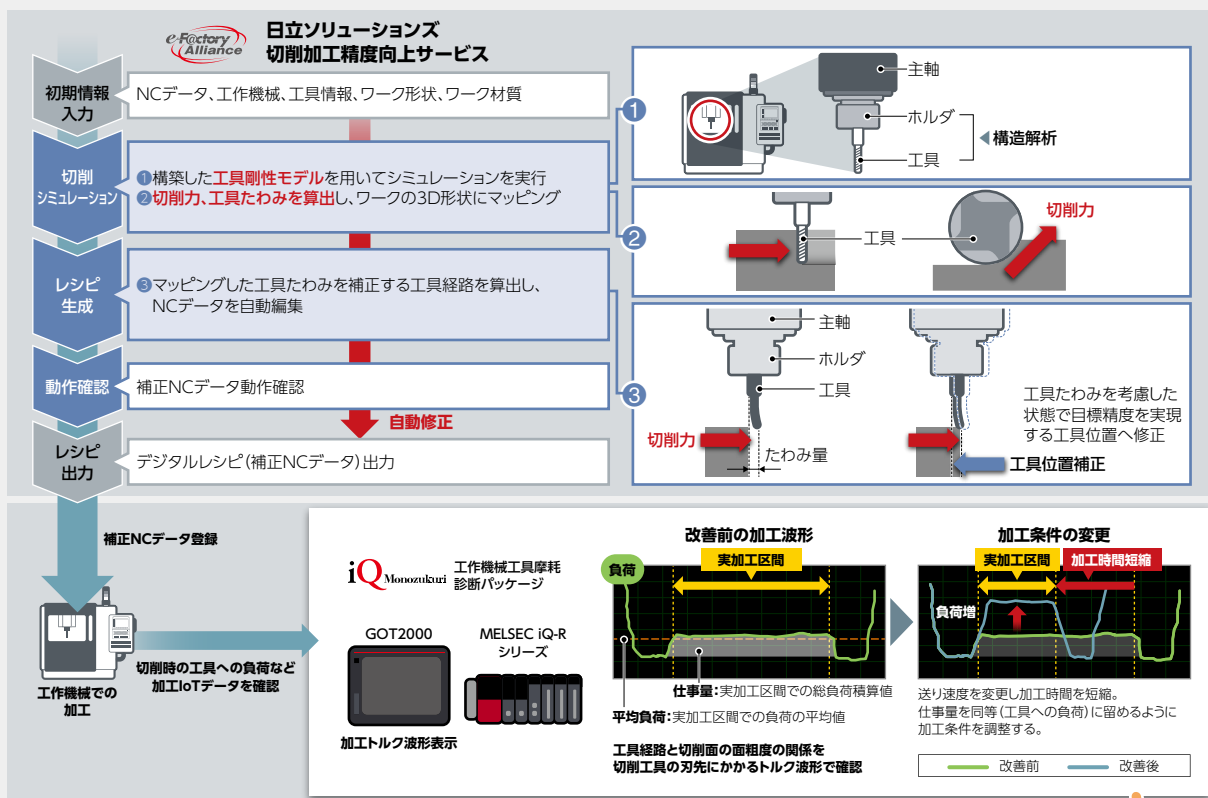 e-F@ctory
Alliance
日立ソリューションズ
切削加工精度向上サービス
初期情報
入力
NCデータ、工作機械、工具情報、ワーク形状、ワーク材質
切削
シミュレーション
❶構築した工具剛性モデルを用いてシミュレーションを実行
❷切削力、工具たわみを算出し、ワークの3D形状にマッピング
レシピ
生成
❸マッピングした工具たわみを補正する工具経路を算出し、
NCデータを自動編集
動作確認
補正NCデータ動作確認
自動修正
レシピ
出力
デジタルレシピ(補正NCデータ)出力
1
主軸
ホルダ
工具
構造解析
2
工具
切削力
3
主軸
ホルダ
工具
切削力
たわみ量
工具たわみを考慮した
状態で目標精度を実現
する工具位置へ修正
工具位置補正
補正NCデータ登録
工作機械での
加工
切削時の工具への負荷など
加工IoTデータを確認
iQ Monozukuri
工作機械工具摩耗
診断パッケージ
GOT2000
MELSEC iQ-R
シリーズ
加工トルク波形表示
改善前の加工波形
負荷
実加工区間
仕事量:実加工区間での総負荷積算値
平均負荷:実加工区間での負荷の平均値
工具経路と切削面の面粗度の関係を
切削工具の刃先にかかるトルク波形で確認
加工条件の変更
実加工区間
加工時間短縮
負荷増
送り速度を変更し加工時間を短縮。
仕事量を同等(工具への負荷)に留めるように
加工条件を調整する。
改善前
改善後